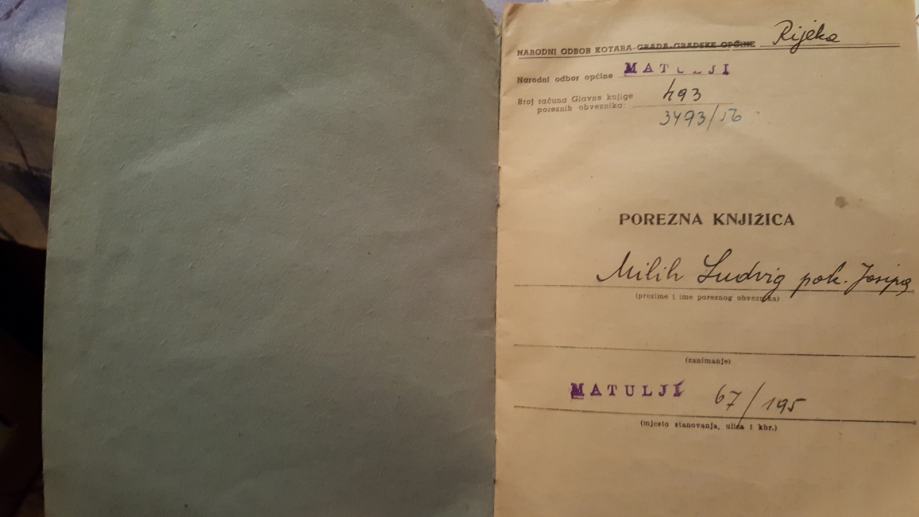 NARODNI ODBOR KOTARA GRADA GRADSKE OPĆINE Rijeka
Narodni odbor općine MATULJI
Broj računa Glavne knjige
poreznih obveznika: 493
3493/56
POREZNA KNJIŽICA
Milih Ludvig pok. Josipa
(prezime i ime poreznog obveznika)
(zanimanje)
MATULJI 67/195
(mjesto stanovanja, ulica i kbr.)